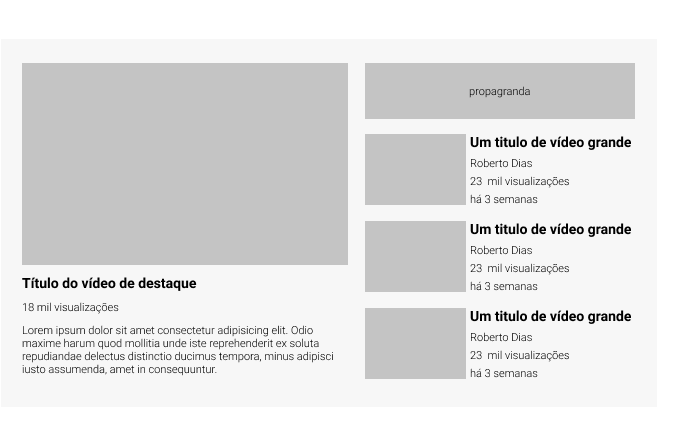 Título do vídeo de destaque
18 mil visualizações
Lorem ipsum dolor sit amet consectetur adipisicing elit. Odio
maxime harum quod mollitia unde iste reprehenderit ex soluta
repudiandae delectus distinctio ducimus tempora, minus adipisci
iusto assumenda, amet in consequuntur.
propagranda
Um titulo de vídeo grande
Roberto Dias
23 mil visualizações
há 3 semanas
Um titulo de vídeo grande
Roberto Dias
23 mil visualizações
há 3 semanas
Um titulo de vídeo grande
Roberto Dias
23 mil visualizações
há 3 semanas